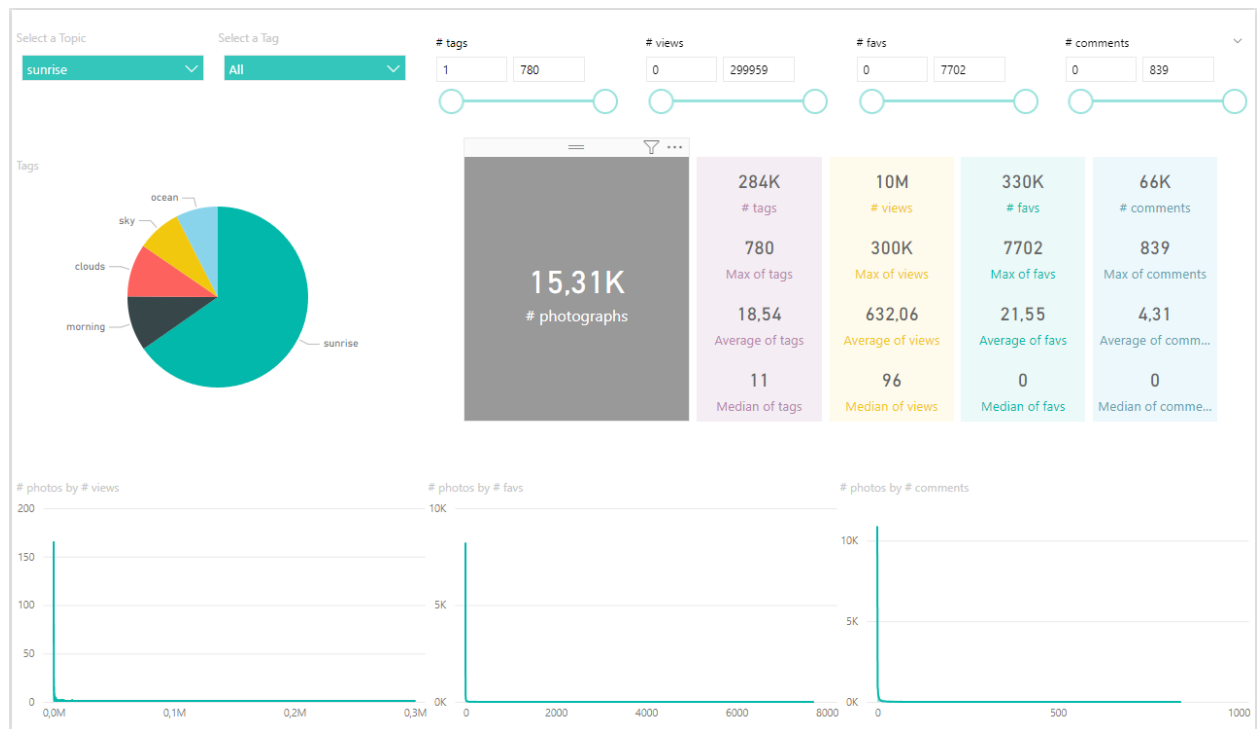 Select a Topic
Select a Tag
sunrise
All
# tags
# views
# favs
# comments
1
780
0
299959
0
7702
0
839
Tags
ocean
sky
clouds
morning
sunrise
15,31K
# photographs
284K
# tags
780
Max of tags
18,54
Average of tags
11
Median of tags
10M
# views
300K
Max of views
632,06
Average of views
96
Median of views
330K
# favs
7702
Max of favs
21,55
Average of favs
0
Median of favs
66K
# comments
839
Max of comments
4,31
Average of comm...
0
Median of comme...
# photos by # views
200
150
100
50
0
0,0M
0,1M
0,2M
0,3M
# photos by # favs
10K
5K
0K
0
2000
4000
6000
8000
# photos by # comments
10K
5K
0K
0
500
1000